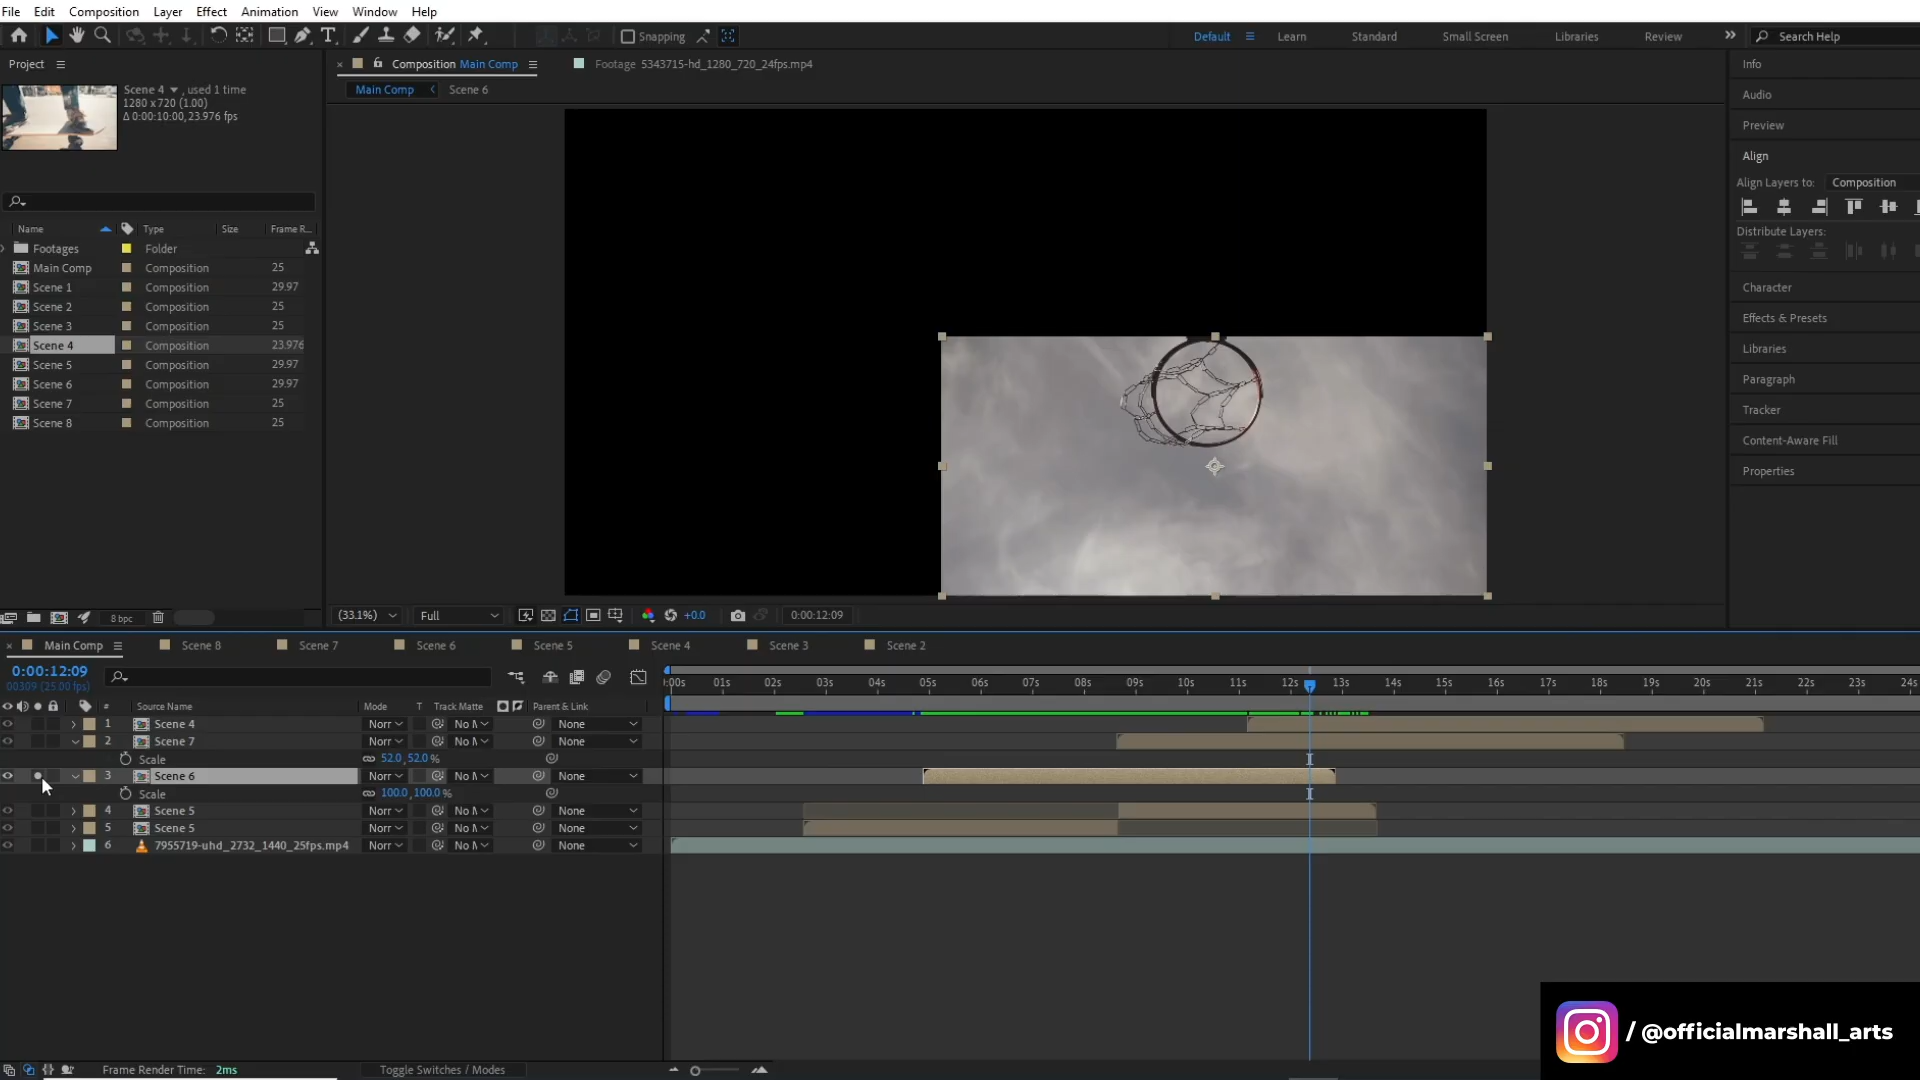 File Edit Composition Layer Effect Animation View Window Help
Snapping Default Learn Standard Small Screen Libraries Review Search Help
Project
Composition Main Comp Footage 5343715-hd_1280_720_24fps.mp4
Main Comp Scene 6
Scene 4 , used 1 time
1280 x 720 (1.00)
Δ 0:00:10:00, 23.976 fps
Name Type Size Frame R...
Footages Folder
Main Comp Composition 25
Scene 1 Composition 29.97
Scene 2 Composition 25
Scene 3 Composition 25
Scene 4 Composition 23.976
Scene 5 Composition 29.97
Scene 6 Composition 29.97
Scene 7 Composition 25
Scene 8 Composition 25
8 bpc
Info
Audio
Preview
Align
Align Layers to: Composition
Distribute Layers:
Character
Effects & Presets
Libraries
Paragraph
Tracker
Content-Aware Fill
Properties
(33.1%) Full +0.0 0:00:12:09
Main Comp Scene 8 Scene 7 Scene 6 Scene 5 Scene 4 Scene 3 Scene 2
0:00:12:09
00309 (25.00 fps)
:00s 01s 02s 03s 04s 05s 06s 07s 08s 09s 10s 11s 12s 13s 14s 15s 16s 17s 18s 19s 20s 21s 22s 23s 24s
# Source Name Mode T Track Matte Parent & Link
1 Scene 4 Norr No M None
2 Scene 7 Norr No M None
Scale 52.0, 52.0 %
3 Scene 6 Norr No M None
Scale 100.0, 100.0 %
4 Scene 5 Norr No M None
5 Scene 5 Norr No M None
6 7955719-uhd_2732_1440_25fps.mp4 Norr No M None
/ @officialmarshall_arts
Frame Render Time: 2ms Toggle Switches / Modes